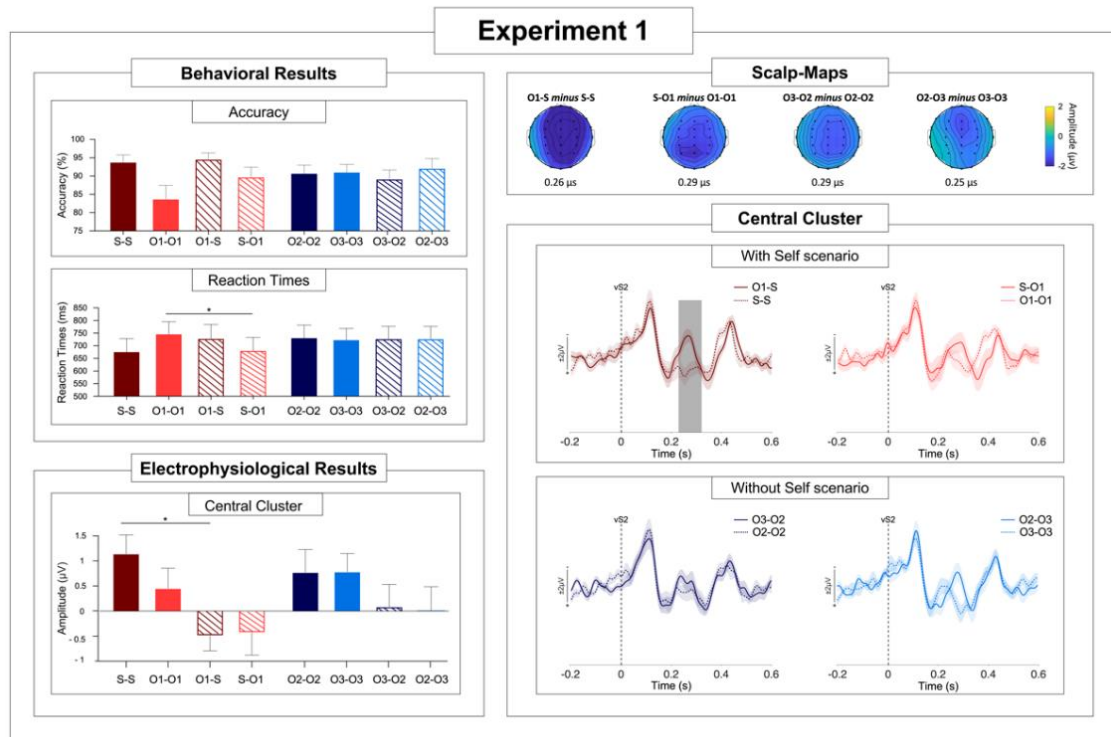 Experiment 1
Behavioral Results
Accuracy
Accuracy (%)
100
95
90
85
80
75
S-S O1-O1 O1-S S-O1 O2-O2 O3-O3 O3-O2 O2-O3
Reaction Times
Reaction Times (ms)
850
800
750
700
650
600
550
500
*
S-S O1-O1 O1-S S-O1 O2-O2 O3-O3 O3-O2 O2-O3
Electrophysiological Results
Central Cluster
Amplitude (µV)
*
1
0.5
0
- 0.5
- 1
S-S O1-O1 O1-S S-O1 O2-O2 O3-O3 O3-O2 O2-O3
Scalp-Maps
O1-S minus S-S S-O1 minus O1-O1 O3-O2 minus O2-O2 O2-O3 minus O3-O3
0.26 µs 0.29 µs 0.29 µs 0.25 µs
2
0
-2
Amplitude (µv)
Central Cluster
With Self scenario
vS2
O1-S
S-S
±2µV
-0.2 0 0.2 0.4 0.6
Time (s)
vS2
S-O1
O1-O1
±2µV
-0.2 0 0.2 0.4 0.6
Time (s)
Without Self scenario
vS2
O3-O2
O2-O2
±2µV
-0.2 0 0.2 0.4 0.6
Time (s)
vS2
O2-O3
O3-O3
±2µV
-0.2 0 0.2 0.4 0.6
Time (s)